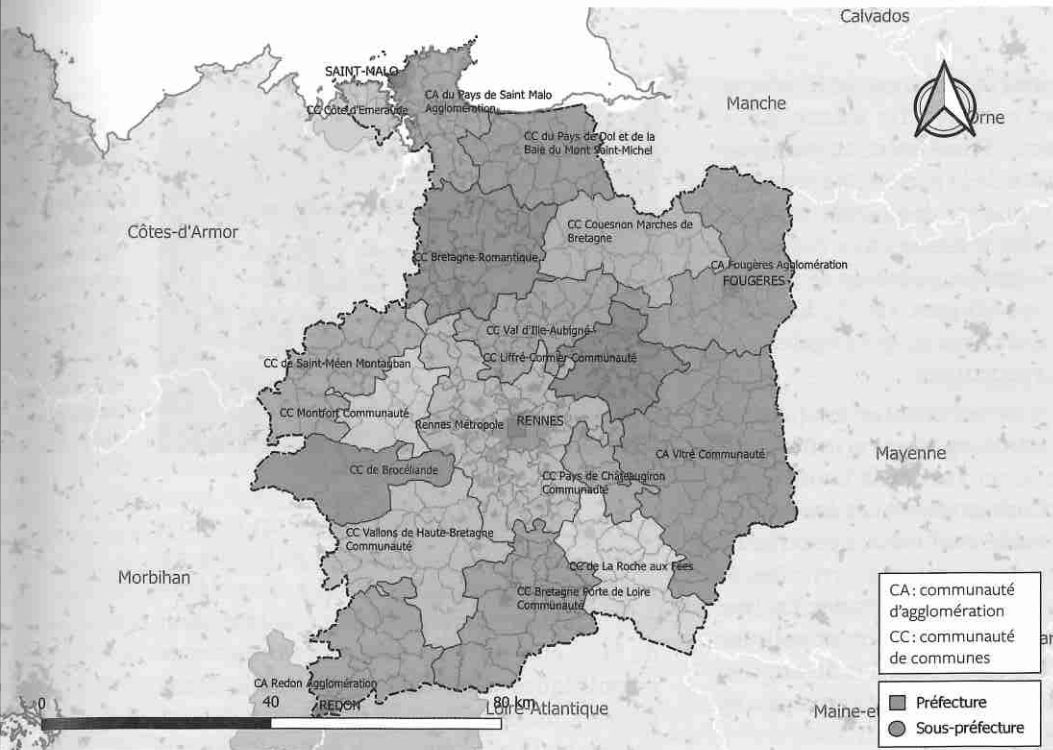 Calvados
N
SAINT-MALO
CA du Pays de Saint Malo
Agglomération
CC Côte d'Emeraude
Manche
Orne
CC du Pays de Dol et de la
Baie du Mont Saint-Michel
Côtes-d'Armor
CC Couesnon Marches de
Bretagne
CC Bretagne Romantique
CA Fougères Agglomération
FOUGERES
CC Val d'Ille-Aubigné
CC Liffré-Cormier-Communauté
CC de Saint-Méen Montauban
CC Montfort Communauté
Rennes Métropole
RENNES
CA Vitré Communauté
Mayenne
CC de Brocéliande
CC Pays de Châteaugiron
Communauté
CC Vallons de Haute-Bretagne
Communauté
CC de La Roche aux Fées
Morbihan
CC Bretagne Porte de Loire
Communauté
CA Redon Agglomération
REDON
Loire-Atlantique
Maine-et
0
40
80 km
CA : communauté
d'agglomération
CC : communauté
de communes
Préfecture
Sous-préfecture